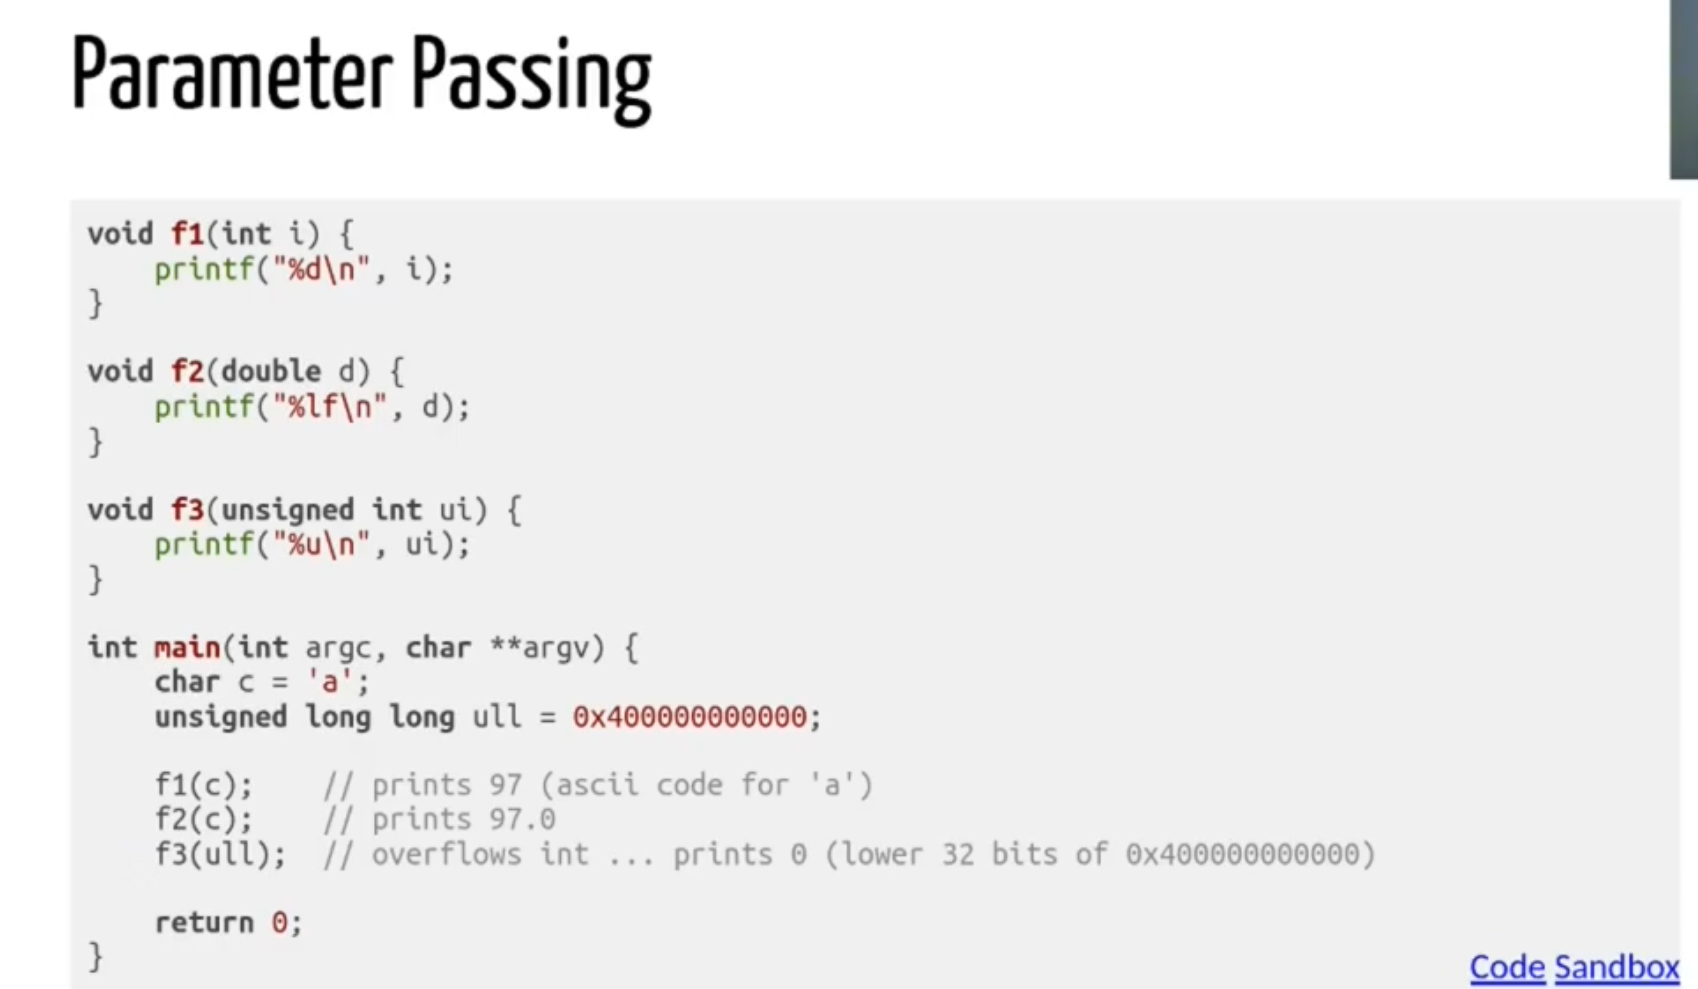 Parameter Passing
void f1(int i) {
    printf("%d\n", i);
}
void f2(double d) {
    printf("%lf\n", d);
}
void f3(unsigned int ui) {
    printf("%u\n", ui);
}
int main(int argc, char **argv) {
    char c = 'a';
    unsigned long long ull = 0x400000000000;
    f1(c);    // prints 97 (ascii code for 'a')
    f2(c);    // prints 97.0
    f3(ull);  // overflows int ... prints 0 (lower 32 bits of 0x400000000000)
    return 0;
}
Code Sandbox